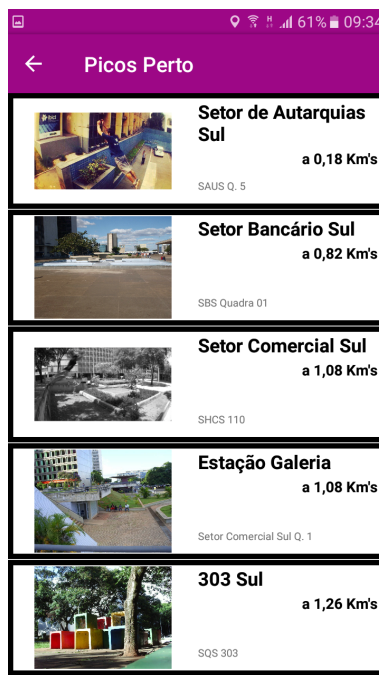 61% 09:34
Picos Perto
Setor de Autarquias
Sul
a 0,18 Km's
SAUS Q. 5
Setor Bancário Sul
a 0,82 Km's
SBS Quadra 01
Setor Comercial Sul
a 1,08 Km's
SHCS 110
Estação Galeria
a 1,08 Km's
Setor Comercial Sul Q. 1
303 Sul
a 1,26 Km's
SQS 303